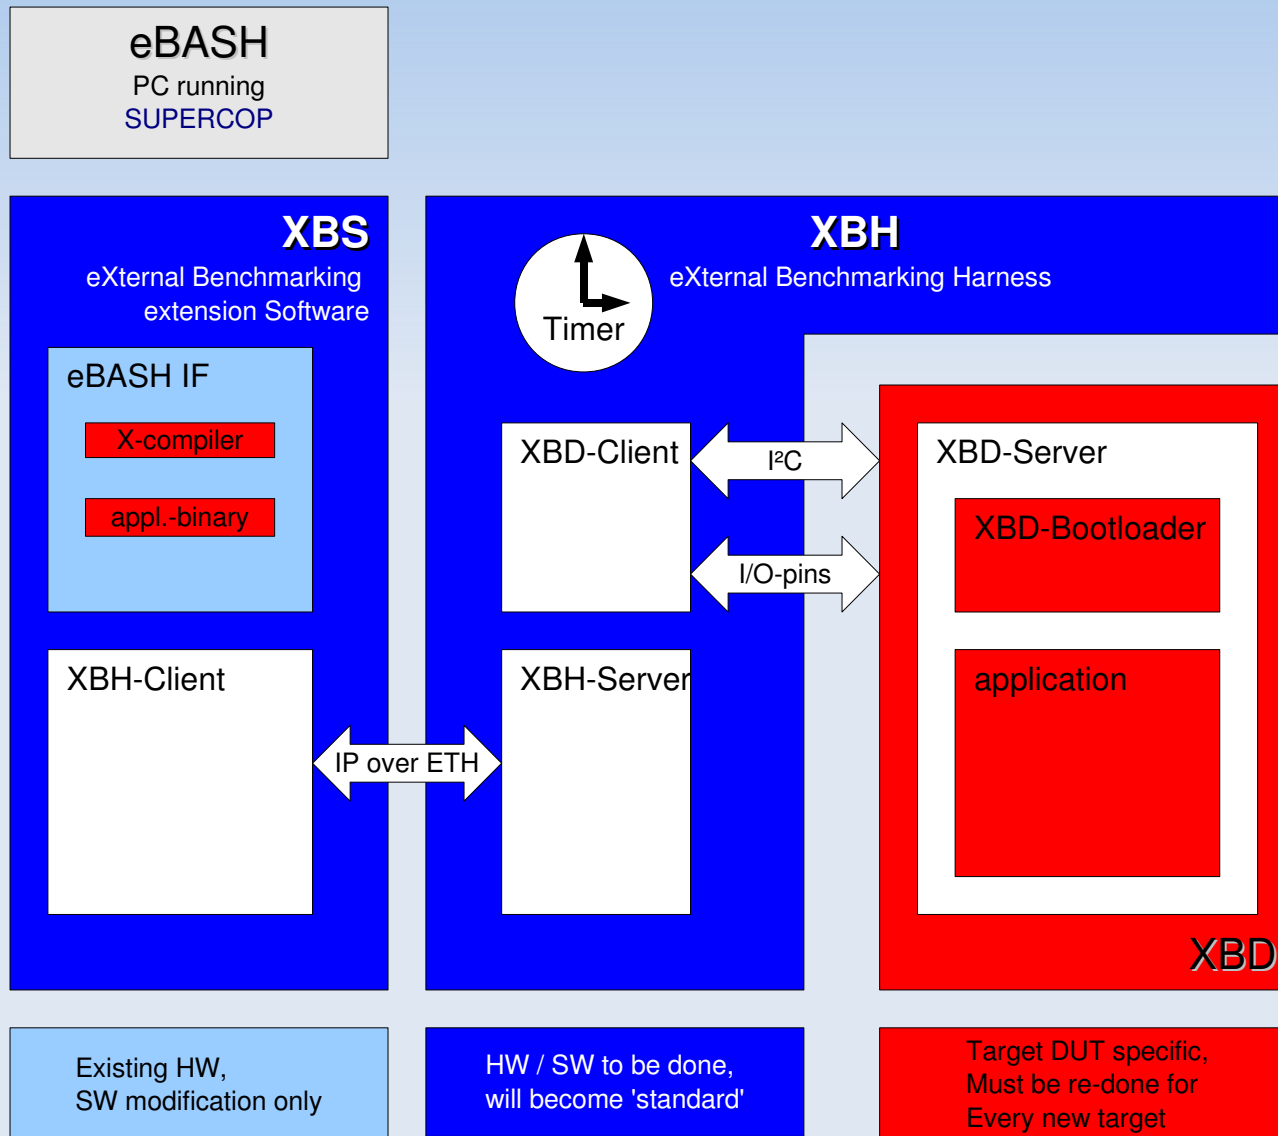 eBASH
PC running
SUPERCOP
XBS
eXternal Benchmarking
extension Software
eBASH IF
X-compiler
appl.-binary
XBH-Client
XBH
eXternal Benchmarking Harness
Timer
XBD-Client
I²C
I/O-pins
XBH-Server
IP over ETH
XBD-Server
XBD-Bootloader
application
XBD
Existing HW,
SW modification only
HW / SW to be done,
will become 'standard'
Target DUT specific,
Must be re-done for
Every new target